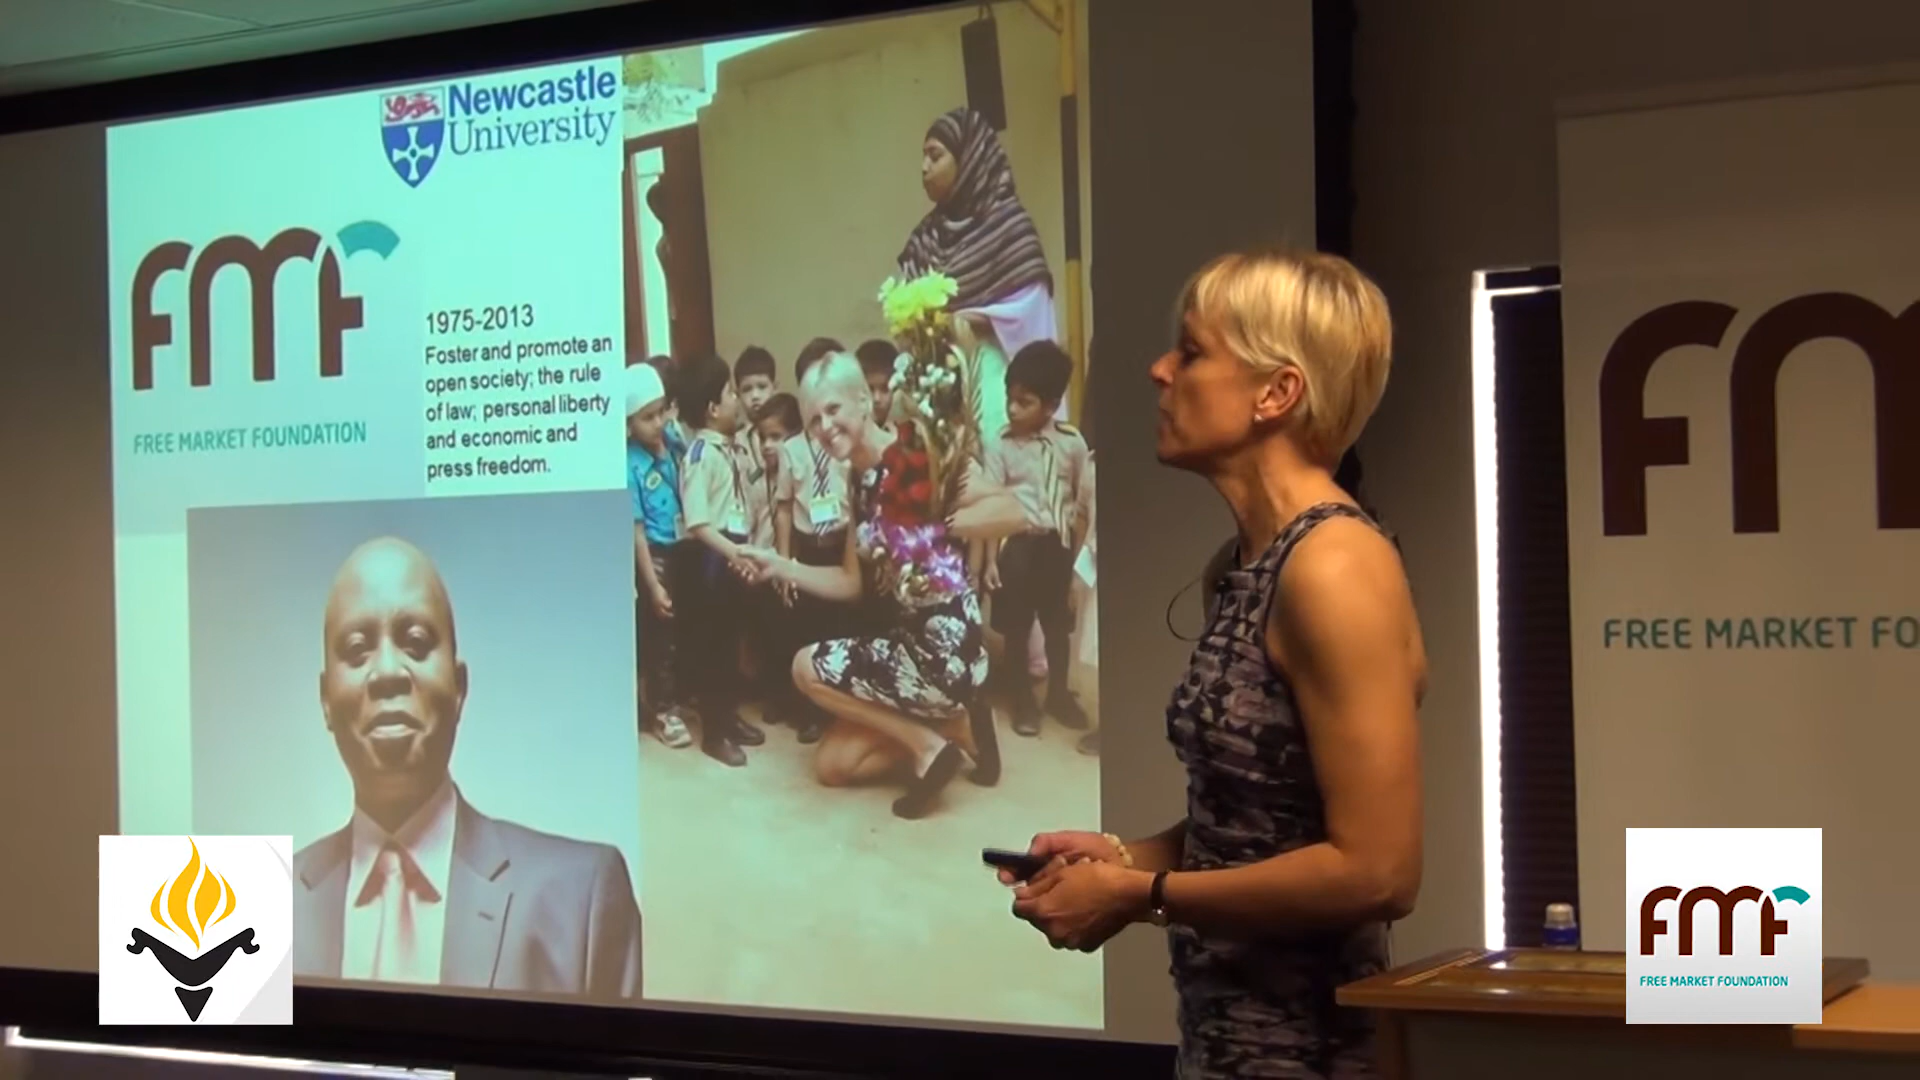 Newcastle
University
FMF
FREE MARKET FOUNDATION
1975-2013
Foster and promote an
open society; the rule
of law; personal liberty
and economic and
press freedom.
FM
FREE MARKET FO
FMF
FREE MARKET FOUNDATION